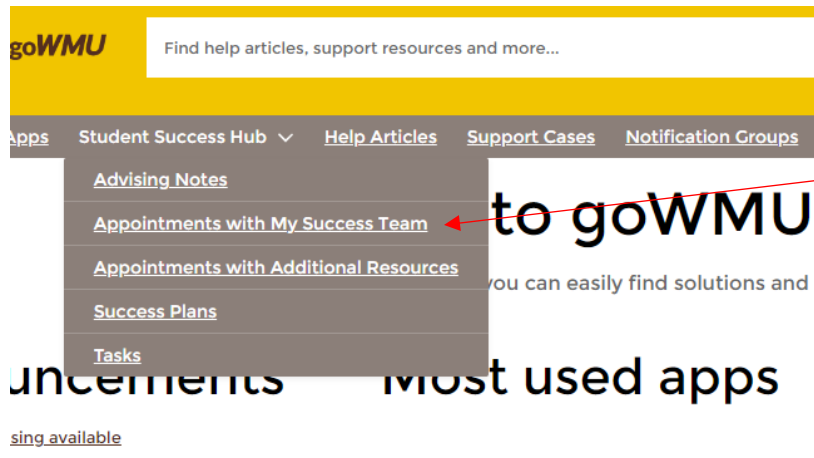 goWMU
Find help articles, support resources and more...
Apps Student Success Hub Help Articles Support Cases Notification Groups
Advising Notes
Appointments with My Success Team
to goWMU
Appointments with Additional Resources
you can easily find solutions and
Success Plans
Tasks
uncements Most used apps
sing available